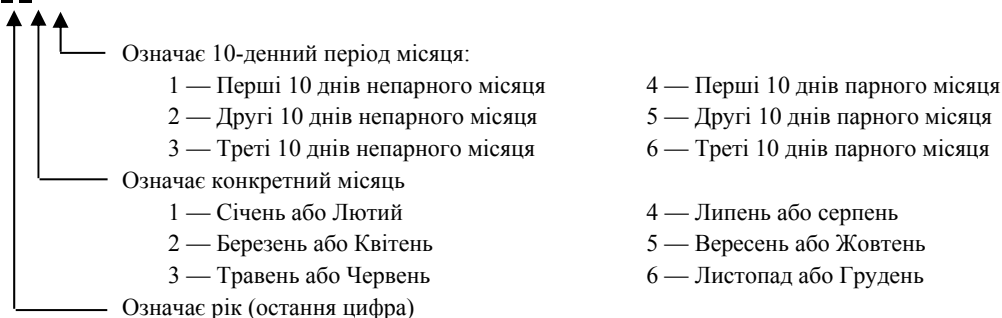 Означає 10-денний період місяця:
1 — Перші 10 днів непарного місяця 4 — Перші 10 днів парного місяця
2 — Другі 10 днів непарного місяця 5 — Другі 10 днів парного місяця
3 — Треті 10 днів непарного місяця 6 — Треті 10 днів парного місяця
Означає конкретний місяць
1 — Січень або Лютий 4 — Липень або серпень
2 — Березень або Квітень 5 — Вересень або Жовтень
3 — Травень або Червень 6 — Листопад або Грудень
Означає рік (остання цифра)